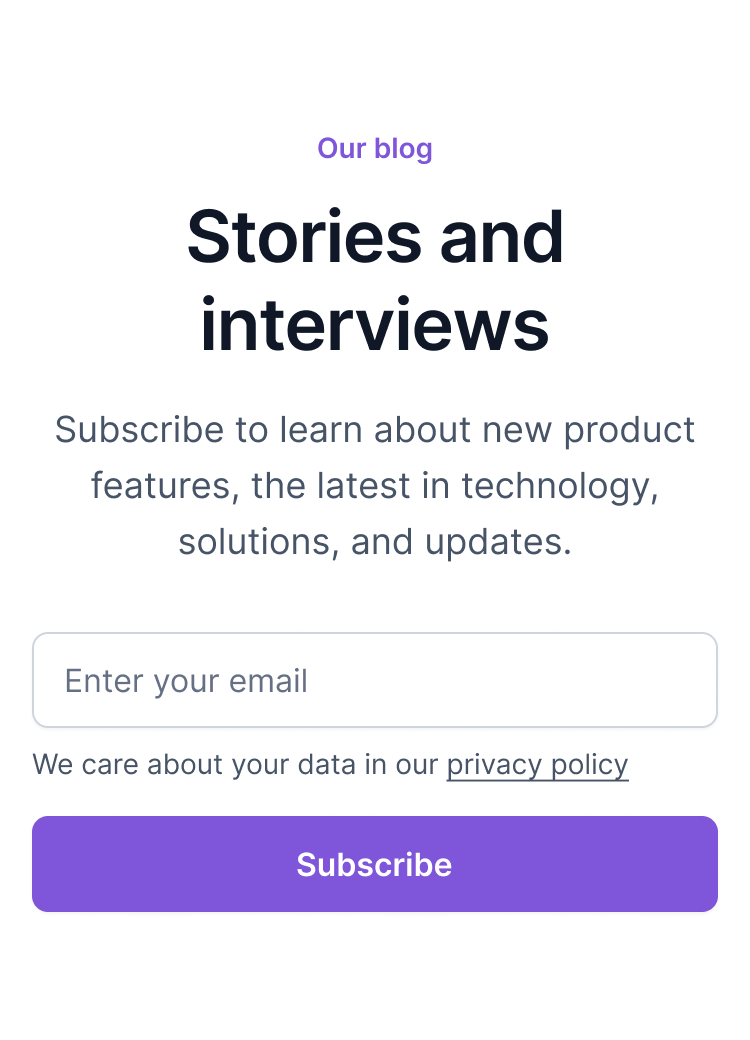 Our blog
Stories and
interviews
Subscribe to learn about new product
features, the latest in technology,
solutions, and updates.
Enter your email
We care about your data in our privacy policy
Subscribe